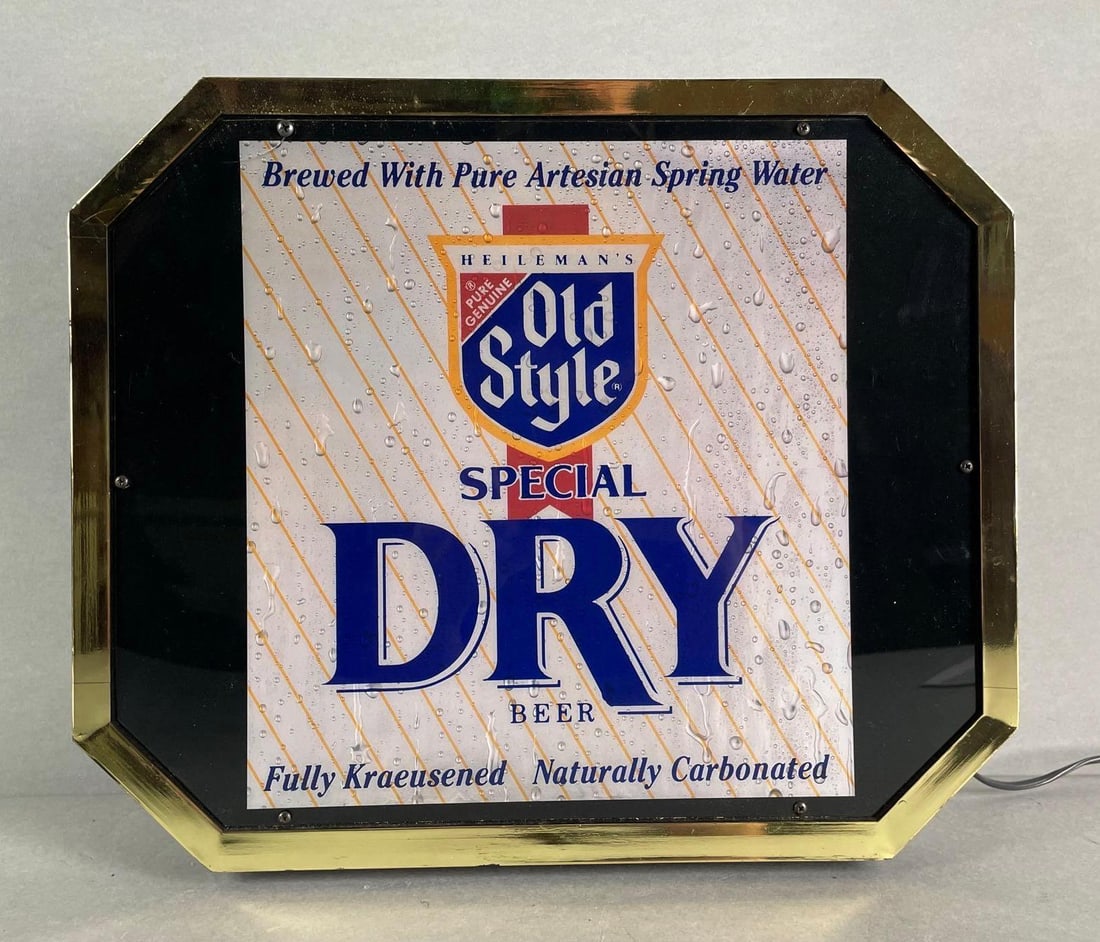 Brewed With Pure Artesian Spring Water
HEILEMAN'S
® PURE
GENUINE
Old
Style®
SPECIAL
DRY
BEER
Fully Kraeusened Naturally Carbonated